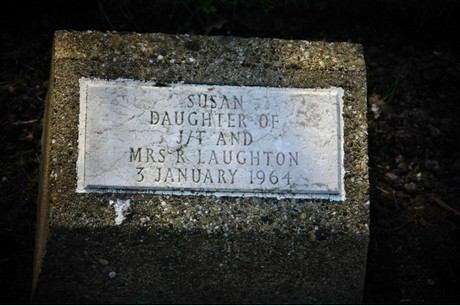 SUSAN
DAUGHTER OF
J/T AND
MRS R LAUGHTON
3 JANUARY 1964